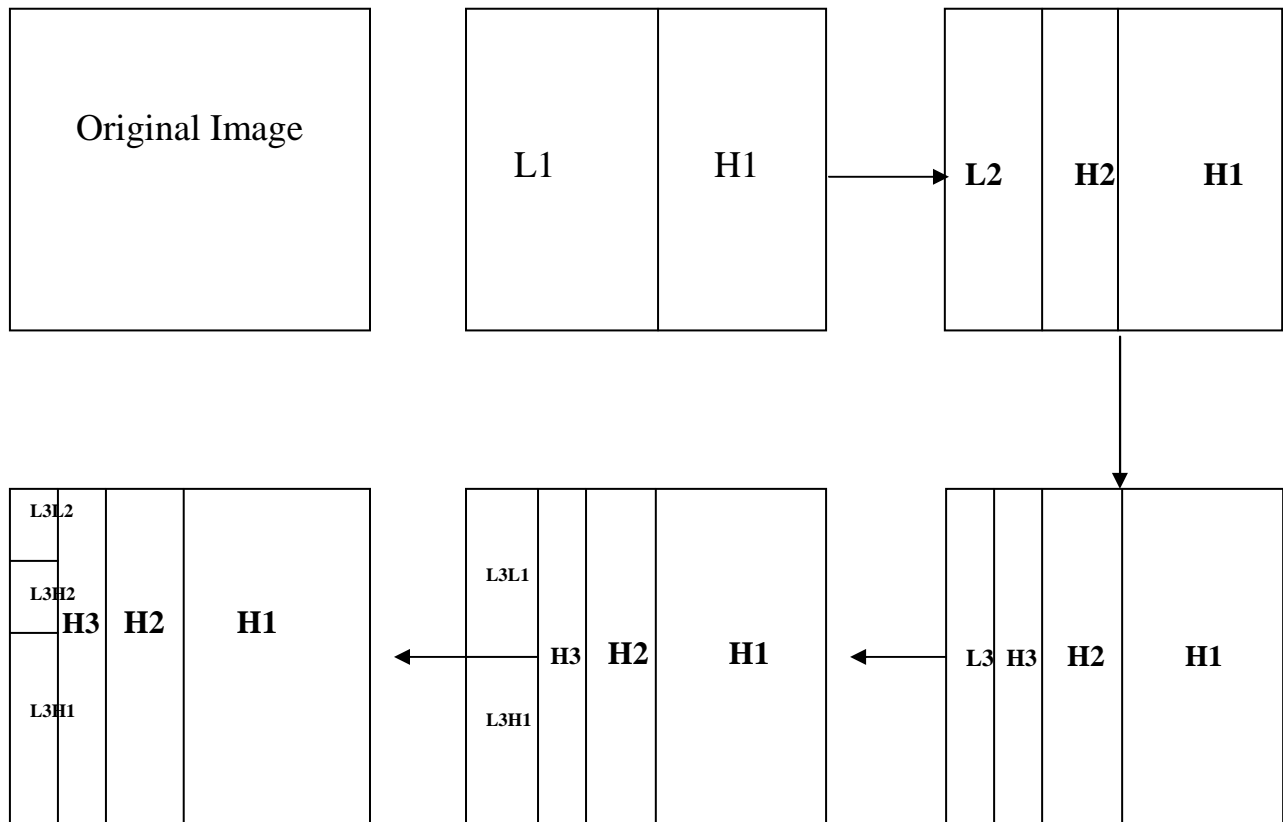 Original Image
L1 H1
L2 H2 H1
L3L2
L3H2
H3 H2 H1
L3H1
L3L1
H3 H2 H1
L3H1
L3 H3 H2 H1